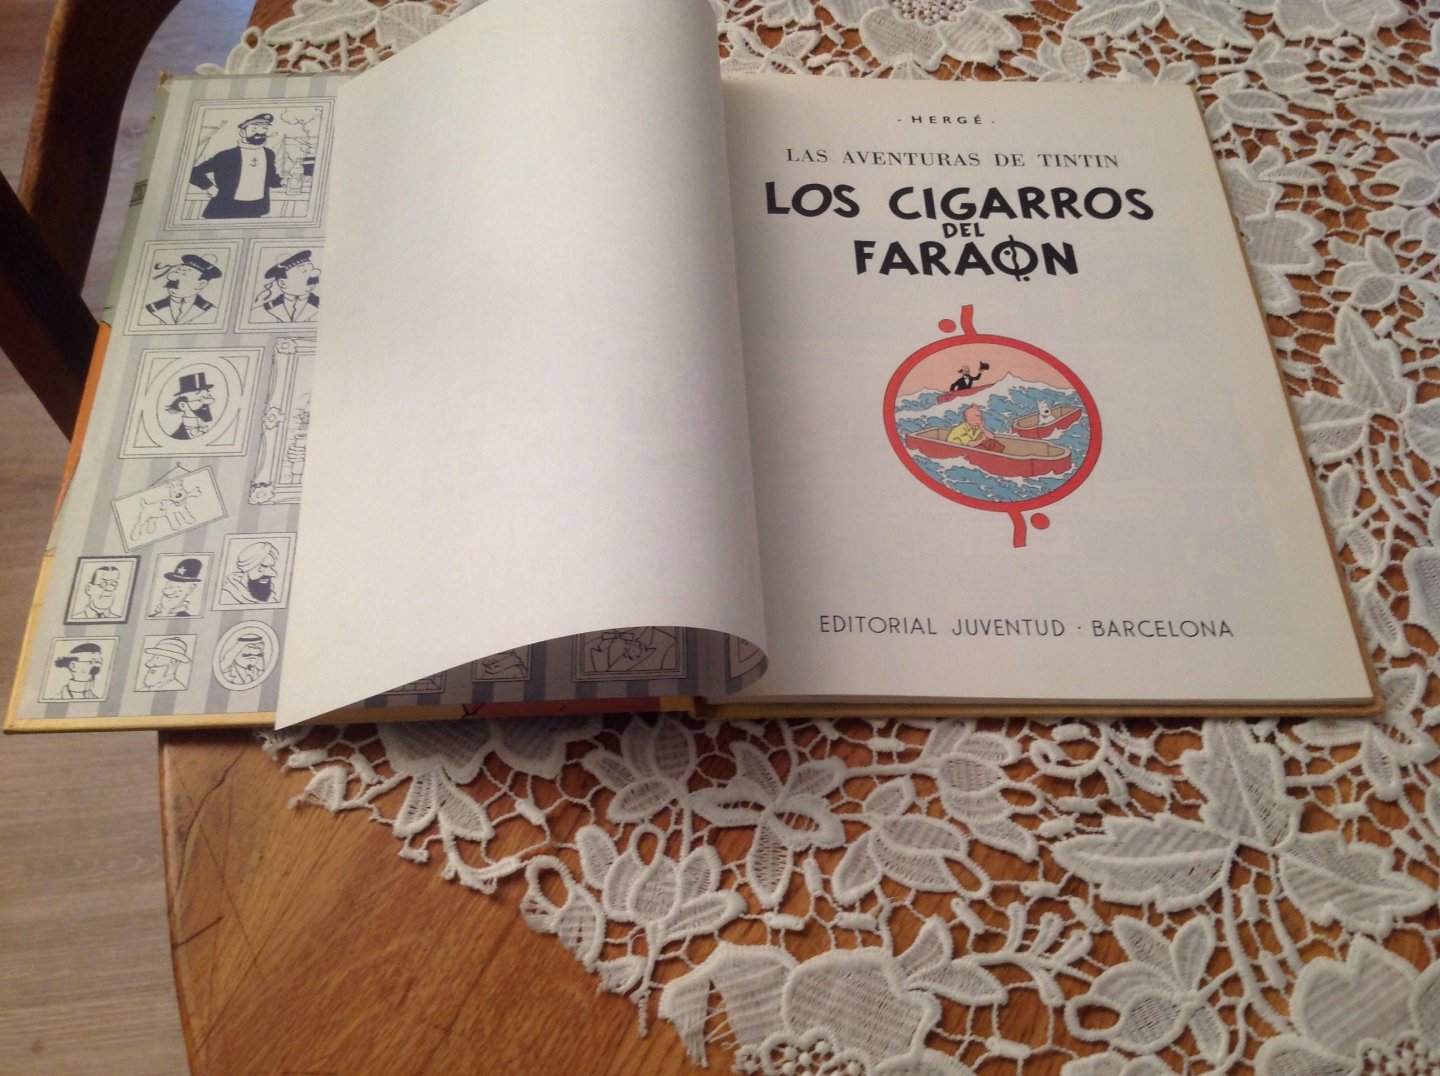 - HERGÉ -
LAS AVENTURAS DE TINTIN
LOS CIGARROS
DEL
FARAON
EDITORIAL JUVENTUD · BARCELONA